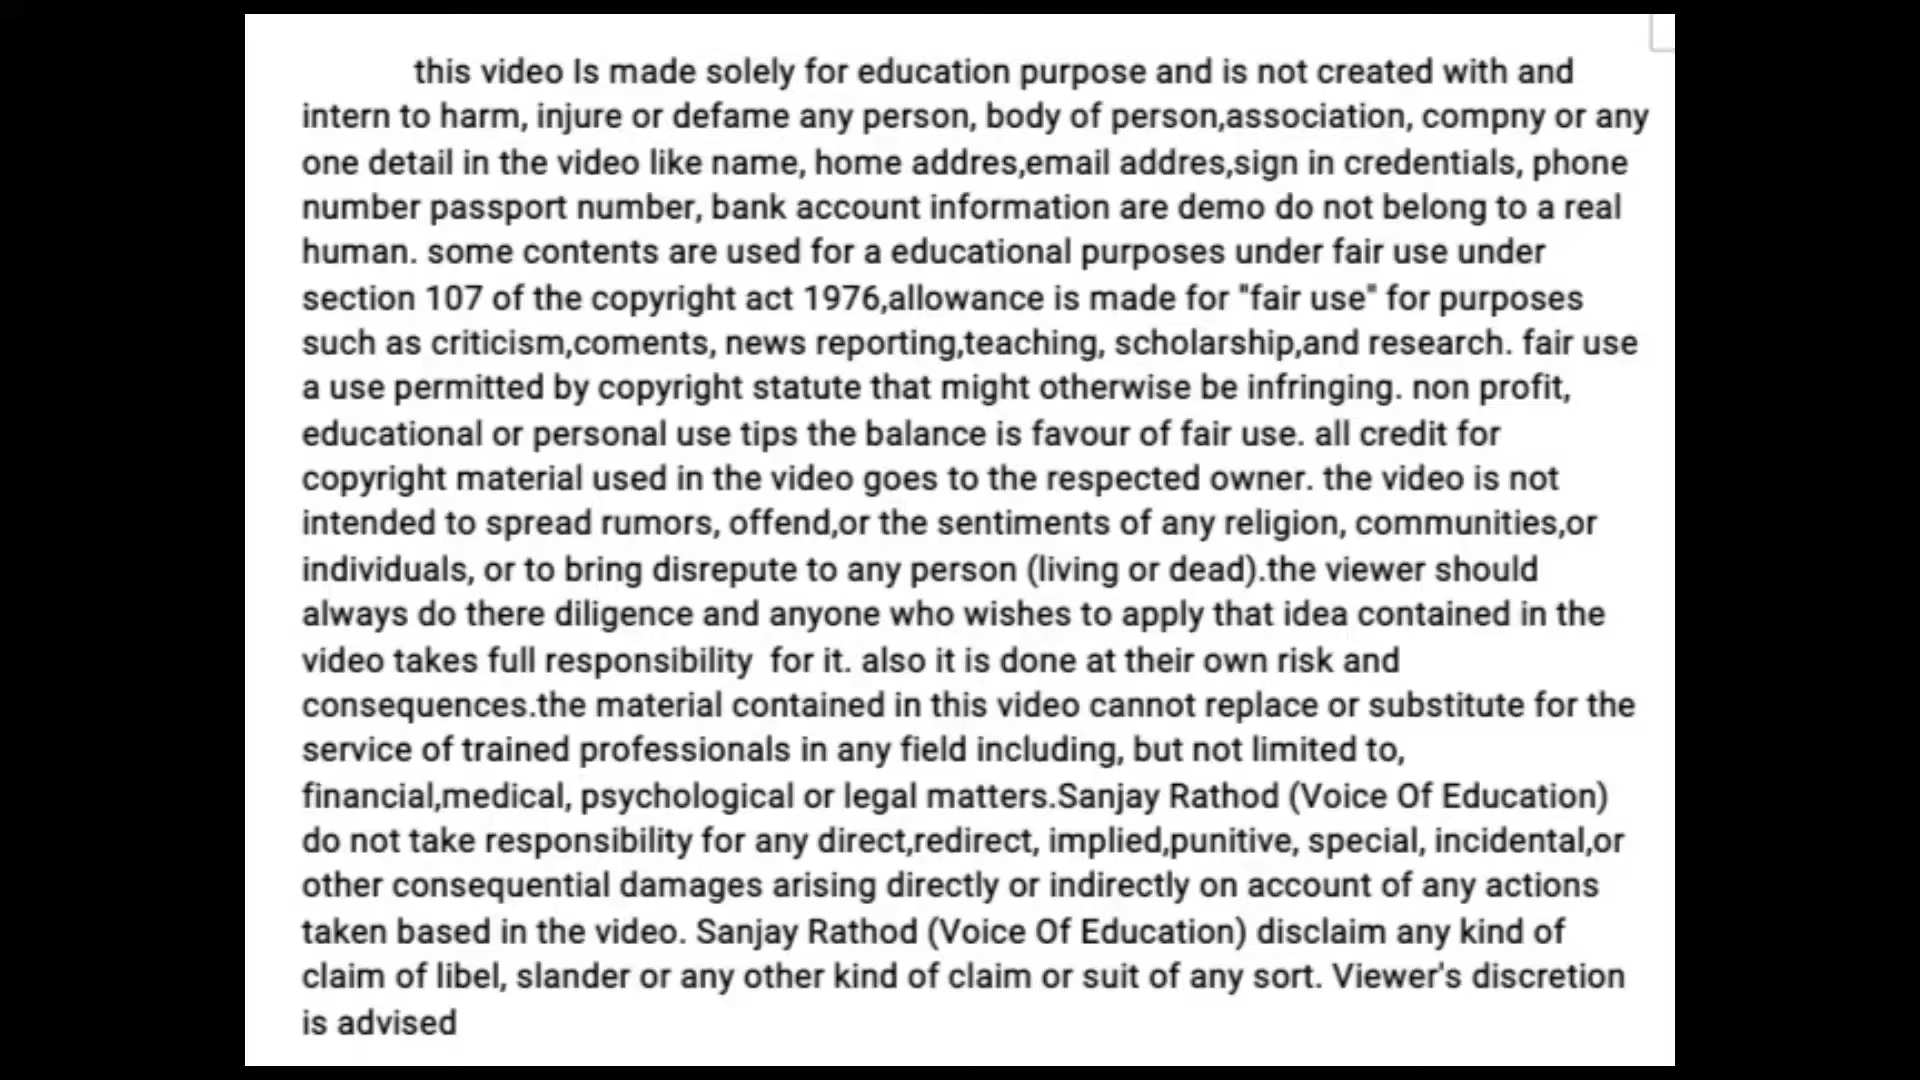 this video Is made solely for education purpose and is not created with and
intern to harm, injure or defame any person, body of person,association, compny or any
one detail in the video like name, home addres,email addres,sign in credentials, phone
number passport number, bank account information are demo do not belong to a real
human. some contents are used for a educational purposes under fair use under
section 107 of the copyright act 1976,allowance is made for "fair use" for purposes
such as criticism,coments, news reporting,teaching, scholarship,and research. fair use
a use permitted by copyright statute that might otherwise be infringing. non profit,
educational or personal use tips the balance is favour of fair use. all credit for
copyright material used in the video goes to the respected owner. the video is not
intended to spread rumors, offend,or the sentiments of any religion, communities,or
individuals, or to bring disrepute to any person (living or dead).the viewer should
always do there diligence and anyone who wishes to apply that idea contained in the
video takes full responsibility  for it. also it is done at their own risk and
consequences.the material contained in this video cannot replace or substitute for the
service of trained professionals in any field including, but not limited to,
financial,medical, psychological or legal matters.Sanjay Rathod (Voice Of Education)
do not take responsibility for any direct,redirect, implied,punitive, special, incidental,or
other consequential damages arising directly or indirectly on account of any actions
taken based in the video. Sanjay Rathod (Voice Of Education) disclaim any kind of
claim of libel, slander or any other kind of claim or suit of any sort. Viewer's discretion
is advised